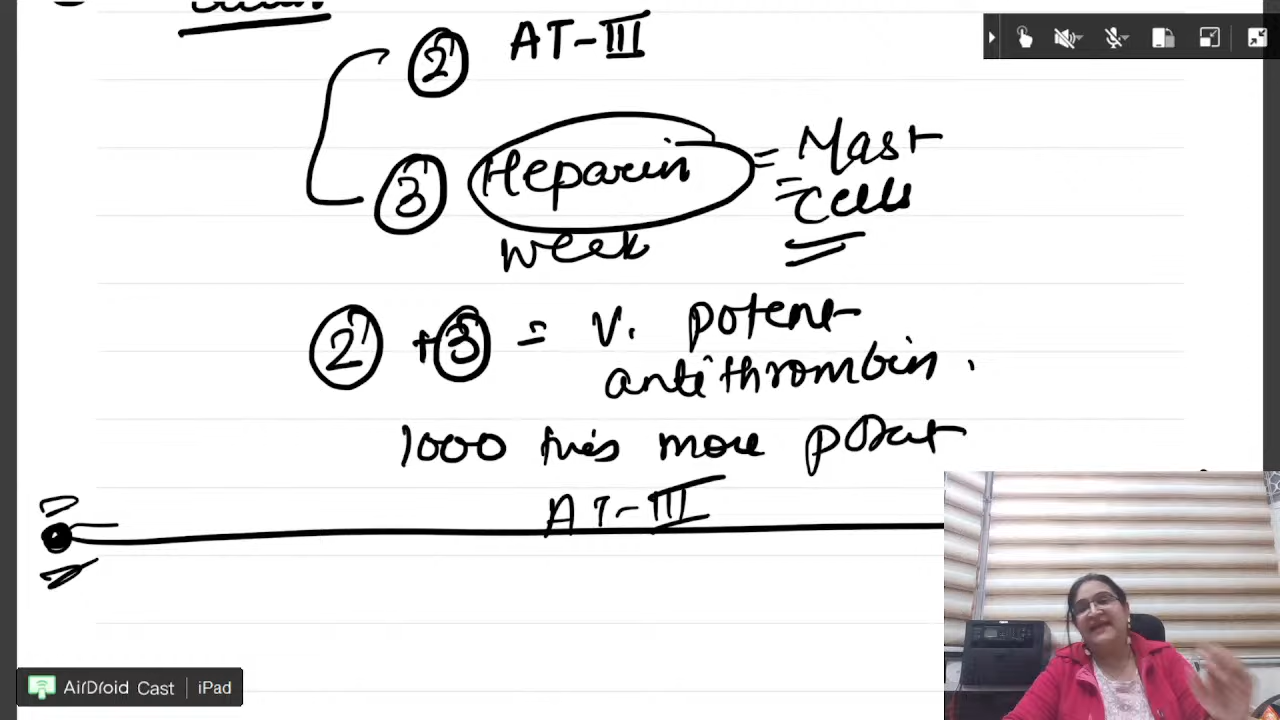 2 AT-III
3 Heparin = Mast
Cells
week
2 + 3 = V. potent
antithrombin.
1000 more potent
AT-III
AirDroid Cast | iPad